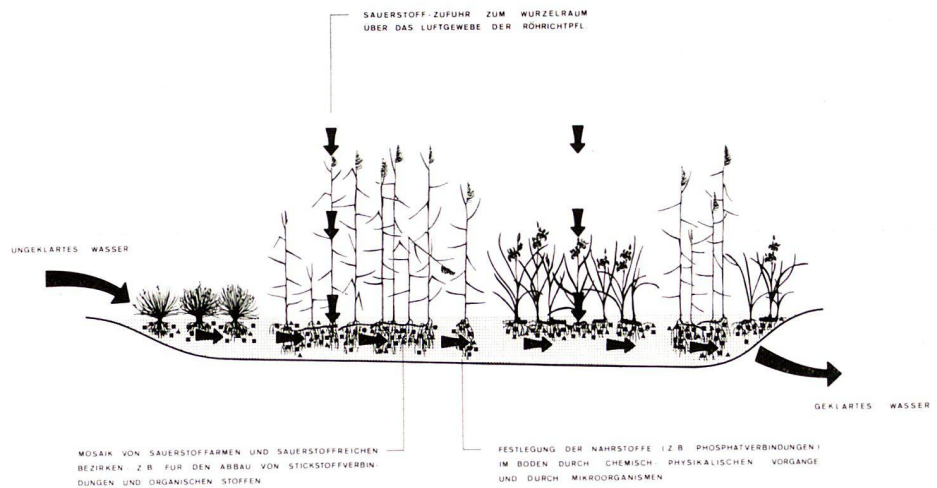 SAUERSTOFF-ZUFUHR ZUM WURZELRAUM
ÜBER DAS LUFTGEWEBE DER RÖHRICHTPFL.
UNGEKLÄRTES WASSER
GEKLÄRTES WASSER
MOSAIK VON SAUERSTOFFARMEN UND SAUERSTOFFREICHEN
BEZIRKEN. Z.B. FÜR DEN ABBAU VON STICKSTOFFVERBIN-
DUNGEN UND ORGANISCHEN STOFFEN
FESTLEGUNG DER NÄHRSTOFFE (Z.B. PHOSPHATVERBINDUNGEN)
IM BODEN DURCH CHEMISCH-PHYSIKALISCHEN VORGÄNGE
UND DURCH MIKROORGANISMEN